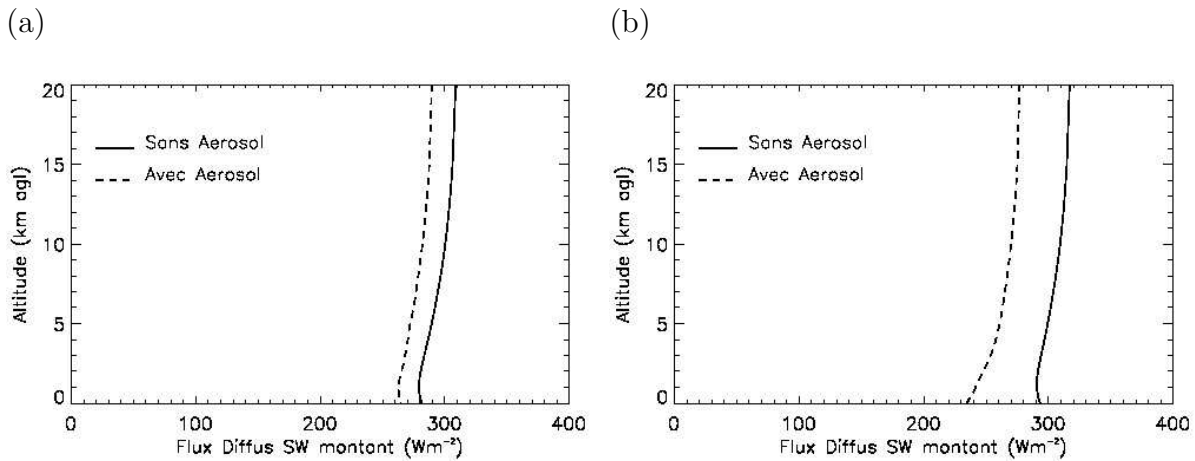 (a)
20
15
10
5
0
Altitude (km agl)
Sans Aerosol
Avec Aerosol
0 100 200 300 400
Flux Diffus SW montant (Wm⁻²)
(b)
20
15
10
5
0
Altitude (km agl)
Sans Aerosol
Avec Aerosol
0 100 200 300 400
Flux Diffus SW montant (Wm⁻²)